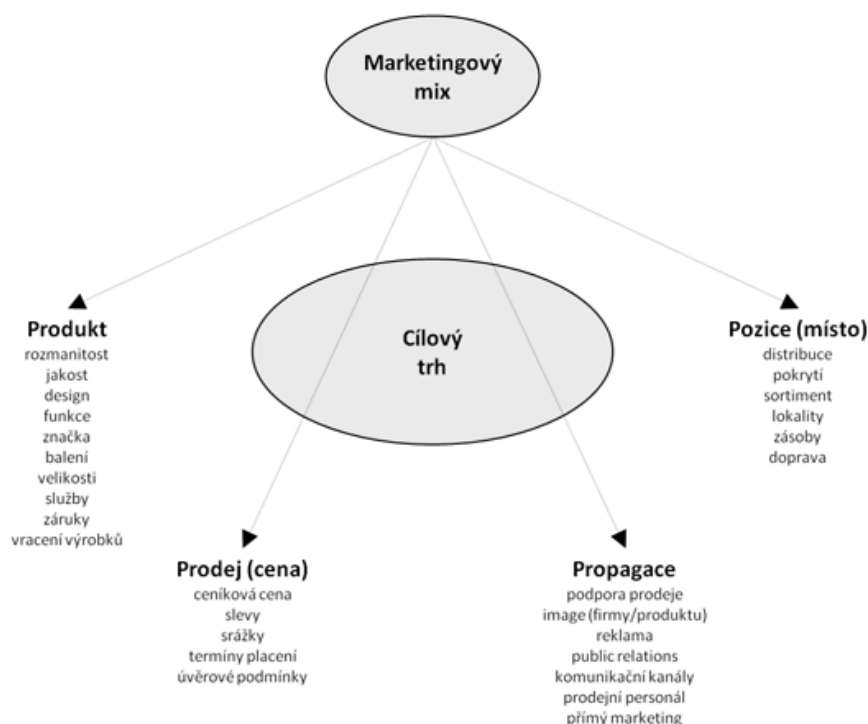 Marketingový
mix
Cílový
trh
Produkt
rozmanitost
jakost
design
funkce
značka
balení
velikosti
služby
záruky
vracení výrobků
Prodej (cena)
ceníková cena
slevy
srážky
termíny placení
úvěrové podmínky
Propagace
podpora prodeje
image (firmy/produktu)
reklama
public relations
komunikační kanály
prodejní personál
přímý marketing
Pozice (místo)
distribuce
pokrytí
sortiment
lokality
zásoby
doprava